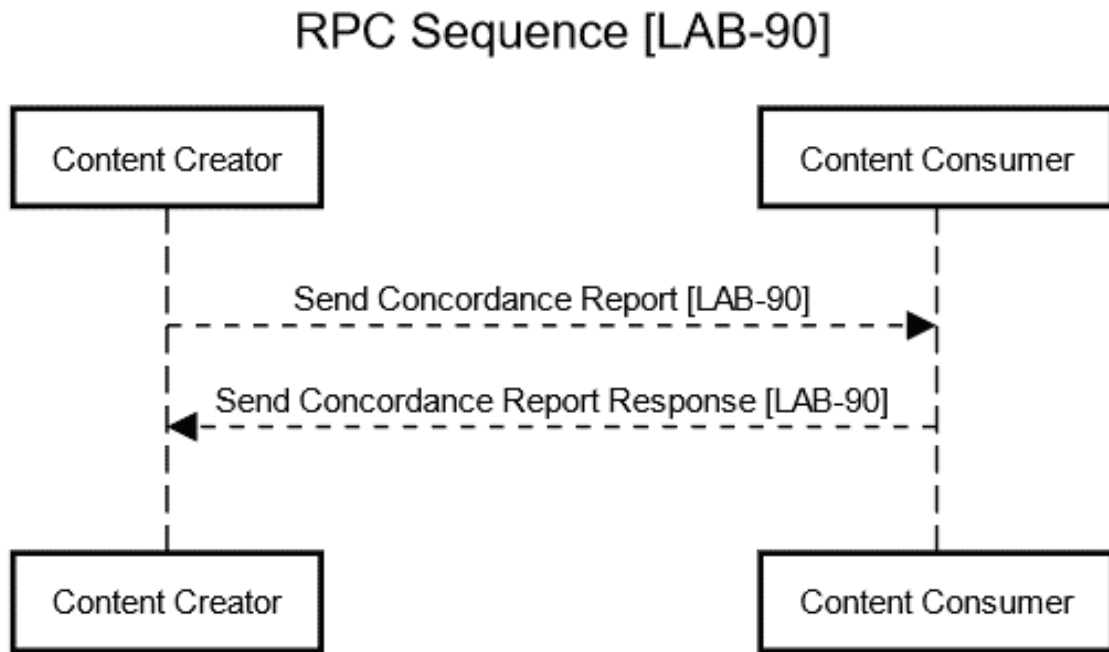 RPC Sequence [LAB-90]
Content Creator
Content Consumer
Send Concordance Report [LAB-90]
Send Concordance Report Response [LAB-90]
Content Creator
Content Consumer